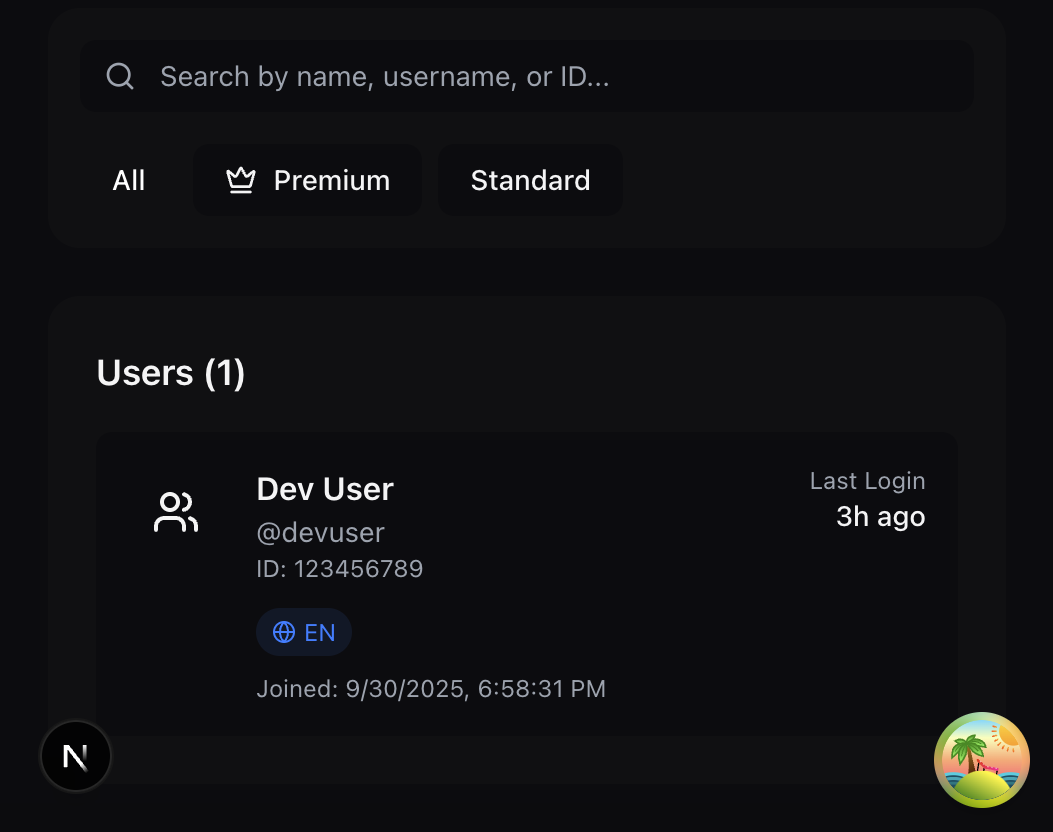 Search by name, username, or ID...
All
Premium
Standard
Users (1)
Dev User
@devuser
ID: 123456789
EN
Joined: 9/30/2025, 6:58:31 PM
Last Login
3h ago
N